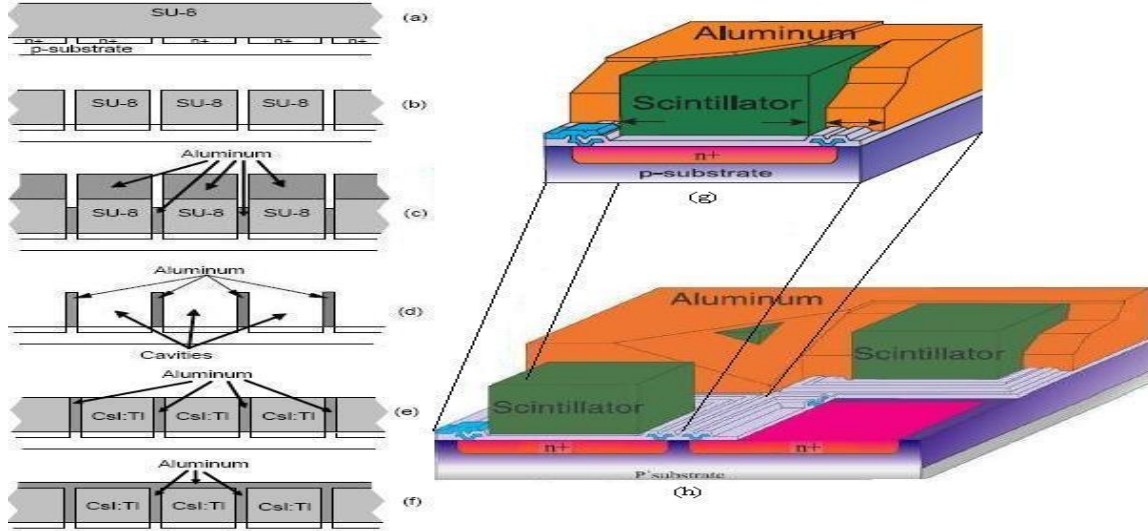 SU-8
n+ n+ n+ n+ n+
p-substrate
(a)
SU-8 SU-8 SU-8
(b)
Aluminum
SU-8 SU-8 SU-8
(c)
Aluminum
(d)
Cavities
Aluminum
CsI:Tl CsI:Tl CsI:Tl
(e)
Aluminum
CsI:Tl CsI:Tl CsI:Tl
(f)
Aluminum
Scintillator
n+
p-substrate
(g)
Aluminum
Scintillator
Scintillator
n+ n+
P+substrate
(h)